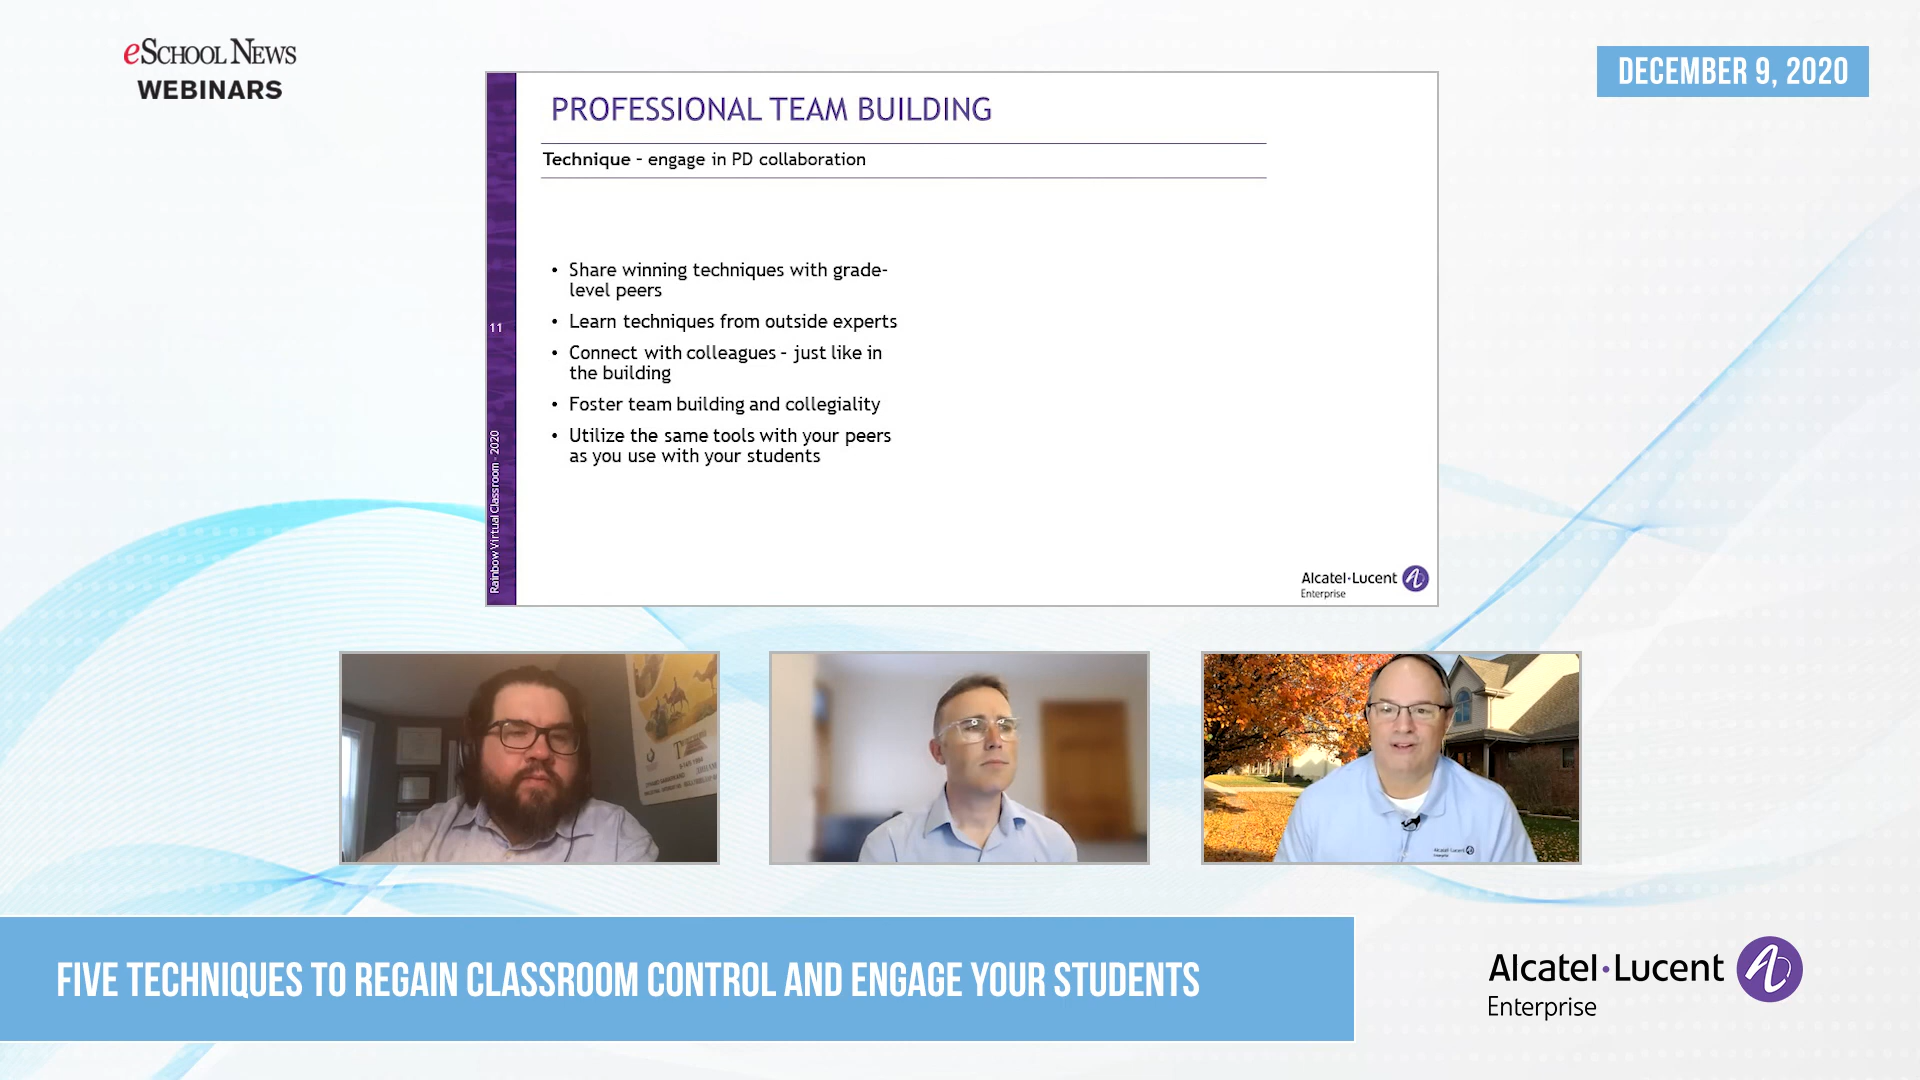 eSchool News
WEBINARS
DECEMBER 9, 2020
PROFESSIONAL TEAM BUILDING
Technique - engage in PD collaboration
• Share winning techniques with grade-
level peers
• Learn techniques from outside experts
• Connect with colleagues - just like in
the building
• Foster team building and collegiality
• Utilize the same tools with your peers
as you use with your students
11
Rainbow Virtual Classroom - 2020
Alcatel·Lucent
Enterprise
Alcatel·Lucent
Enterprise
FIVE TECHNIQUES TO REGAIN CLASSROOM CONTROL AND ENGAGE YOUR STUDENTS
Alcatel·Lucent
Enterprise